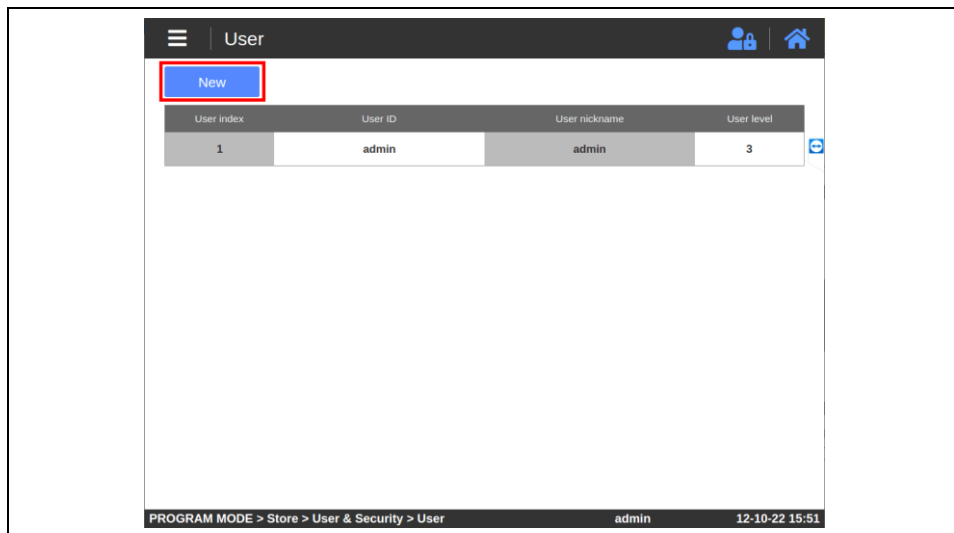 User
New
User index User ID User nickname User level
1 admin admin 3
PROGRAM MODE > Store > User & Security > User admin 12-10-22 15:51